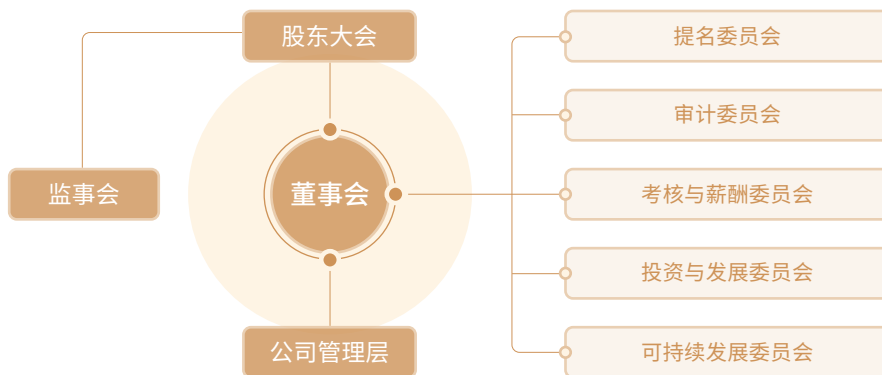 股东大会
监事会
董事会
公司管理层
提名委员会
审计委员会
考核与薪酬委员会
投资与发展委员会
可持续发展委员会